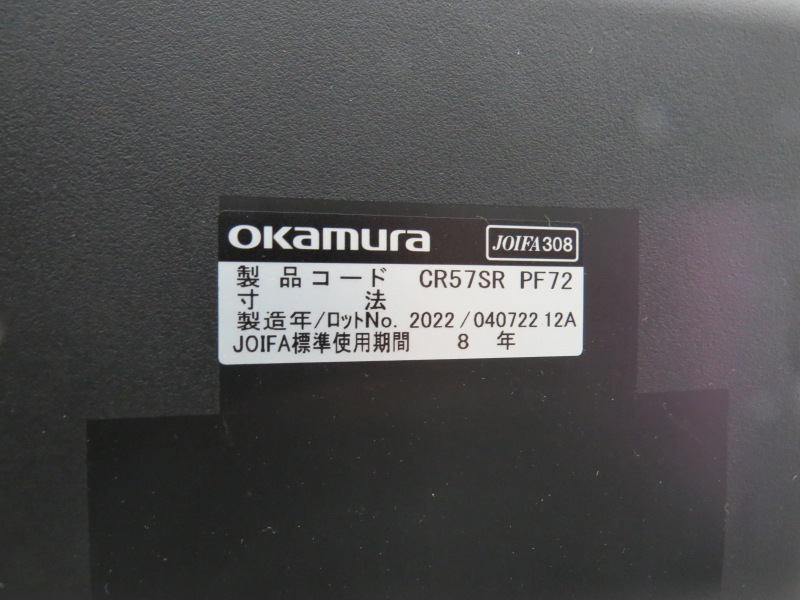 okamura JOIFA308
製品コード CR57SR PF72
寸法
製造年/ロットNo. 2022/040722 12A
JOIFA標準使用期間 8 年